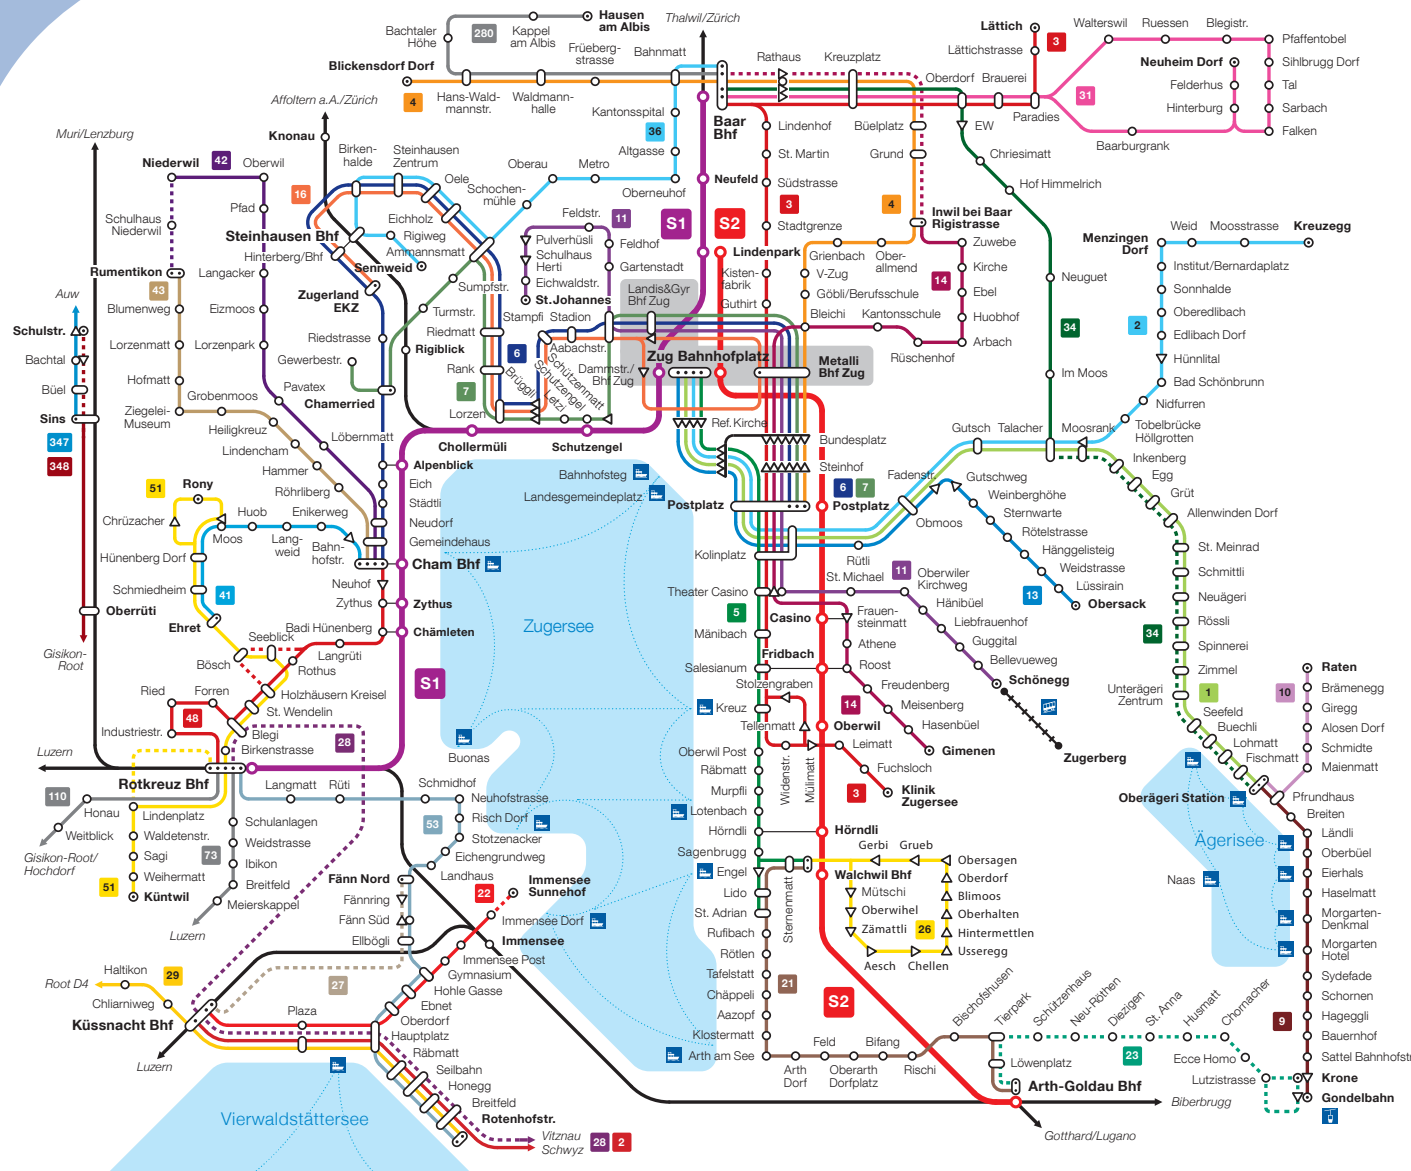 Hausen
am Albis
Thalwil/Zürich
Bachtaler
Höhe
280
Kappel
am Albis
Früeberg-
strasse
Bahnmatt
Blickensdorf Dorf
4
Hans-Wald-
mannstr.
Waldmann-
halle
Rathaus
Kreuzplatz
Lättich
Lättichstrasse
3
Oberdorf
Brauerei
Walterswil
Ruessen
Blegistr.
Pfaffentobel
Neuheim Dorf
Sihlbrugg Dorf
Felderhus
Tal
31
Hinterburg
Sarbach
Paradies
Falken
Baarburgrank
Affoltern a.A./Zürich
Kantonsspital
36
Baar
Bhf
Lindenhof
Büelplatz
EW
Muri/Lenzburg
Knonau
Birken-
halde
Steinhausen
Zentrum
Altgasse
St. Martin
Grund
Chriesimatt
Niederwil
42
Oberwil
16
Oele
Oberau
Metro
Oberneuhof
Neufeld
Südstrasse
Hof Himmelrich
Schochen-
mühle
3
4
Pfad
Schulhaus
Niederwil
Eichholz
Rigiweg
Ammannsmatt
Feldstr.
11
S1
S2
Stadtgrenze
Inwil bei Baar
Rigistrasse
Steinhausen Bhf
Hinterberg/Bhf
Sennweid
Pulverhüsli
Schulhaus
Herti
Eichwaldstr.
St.Johannes
Feldhof
Gartenstadt
Lindenpark
Grienbach
Ober-
allmend
Zuwebe
Kirche
Menzingen
Dorf
Weid
Moosstrasse
Kreuzegg
Rumentikon
Langacker
Zugerland
EKZ
Sumpfstr.
Landis&Gyr
Bhf Zug
Kisten-
fabrik
V-Zug
14
Ebel
Neuguet
Institut/Bernardaplatz
Sonnhalde
Auw
43
Blumenweg
Eizmoos
Turmstr.
Stampfi
Stadion
Guthirt
Göbli/Berufsschule
Bleichi
Kantonsschule
Huobhof
Oberedlibach
Schulstr.
Riedstrasse
Riedmatt
6
Aabachstr.
34
2
Edlibach Dorf
Lorzenmatt
Lorzenpark
Gewerbestr.
Rigiblick
Rank
Brüggli
Schützenmatt
Schutzengel
Letzi
Dammstr./
Bhf Zug
Zug Bahnhofplatz
Metalli
Bhf Zug
Rüschenhof
Arbach
Hünnlital
Bachtal
Büel
Hofmatt
Pavatex
Chamerried
7
Im Moos
Bad Schönbrunn
Sins
Ziegelei-
Museum
Grobenmoos
Lorzen
Chollermüli
Schutzengel
Ref. Kirche
Nidfurren
347
348
Heiligkreuz
Löbernmatt
Bundesplatz
Gutsch
Talacher
Moosrank
Tobelbrücke
Höllgrotten
Lindencham
Alpenblick
Bahnhofsteg
Steinhof
Fadenstr.
Gutschweg
Inkenberg
Hammer
Eich
Landesgemeindeplatz
6
7
Weinberghöhe
Egg
51
Rony
Röhrliberg
Städtli
Postplatz
Postplatz
Sternwarte
Grüt
Chrüzacher
Huob
Enikerweg
Neudorf
Obmoos
Rötelstrasse
Allenwinden Dorf
Moos
Lang-
weid
Bahn-
hofstr.
Gemeindehaus
Hänggelisteig
St. Meinrad
Hünenberg Dorf
Cham Bhf
Kolinplatz
Rütli
Weidstrasse
Schmittli
Schmiedheim
41
Neuhof
Theater Casino
St. Michael
11
Oberwiler
Kirchweg
Lüssirain
13
Obersack
Neuägeri
Oberrüti
Zythus
Zythus
5
Casino
Frauen-
steinmatt
Hänibüel
Rössli
Ehret
Seeblick
Badi Hünenberg
Chämleten
Zugersee
Mänibach
Liebfrauenhof
34
Spinnerei
Gisikon-
Root
Langrüti
Fridbach
Athene
Guggital
Bösch
Rothus
S1
Salesianum
Roost
Bellevueweg
Zimmel
Raten
Ried
Forren
Holzhäusern Kreisel
Stolzengraben
Freudenberg
Schönegg
Unterägeri
Zentrum
1
10
Brämenegg
48
St. Wendelin
Kreuz
14
Meisenberg
Seefeld
Giregg
Industriestr.
Blegi
28
Tellenmatt
Oberwil
Hasenbüel
Buechli
Alosen Dorf
Luzern
Birkenstrasse
Buonas
Oberwil Post
Leimatt
Gimenen
Zugerberg
Lohmatt
Schmidte
Rotkreuz Bhf
Räbmatt
Widenstr.
Mülimatt
Fuchsloch
Fischmatt
Maienmatt
110
Langmatt
Rüti
Schmidhof
Murpfli
3
Klinik
Zugersee
Oberägeri Station
Pfrundhaus
Honau
Lindenplatz
Neuhofstrasse
Breiten
Weitblick
Schulanlagen
53
Risch Dorf
Lotenbach
Ländli
Waldetenstr.
Weidstrasse
Stotzenacker
Hörndli
Hörndli
Ägerisee
Oberbüel
Gisikon-Root/
Hochdorf
73
Sagi
Ibikon
Eichengrundweg
Sagenbrugg
Gerbi
Grueb
Obersagen
Eierhals
51
Weihermatt
Breitfeld
Fänn Nord
Landhaus
Immensee
Sunnehof
Engel
Walchwil Bhf
Oberdorf
Naas
Haselmatt
Küntwil
Meierskappel
Fännring
22
Lido
Sternenmatt
Mütschi
Blimoos
Luzern
Fänn Süd
Immensee Dorf
St. Adrian
Oberwihel
Oberhalten
Morgarten-
Denkmal
Ellbögli
Immensee
Rufibach
Zämattli
26
Hintermettlen
Morgarten
Hotel
Haltikon
29
Immensee Post
Röten
Aesch
Chellen
Usseregg
Root D4
27
Gymnasium
Tafelstatt
21
Sydefade
Chliarniweg
Hohle Gasse
Chäppeli
S2
Bischofshusen
Tierpark
Schützenhaus
Neu-Röthen
Diezigen
St. Anna
Husmatt
Chornacher
Schornen
Küssnacht Bhf
Plaza
Ebnet
Aazopf
9
Hageggli
Oberdorf
Klostermatt
Feld
Bifang
Bauernhof
Hauptplatz
Arth am See
23
Ecce Homo
Sattel Bahnhofstr
Luzern
Räbmatt
Arth
Dorf
Oberarth
Dorfplatz
Rischi
Löwenplatz
Lutzistrasse
Krone
Seilbahn
Arth-Goldau Bhf
Gondelbahn
Honegg
Biberbrugg
Vierwaldstättersee
Breitfeld
Rotenhofstr.
Vitznau
Schwyz
28
2
Gotthard/Lugano